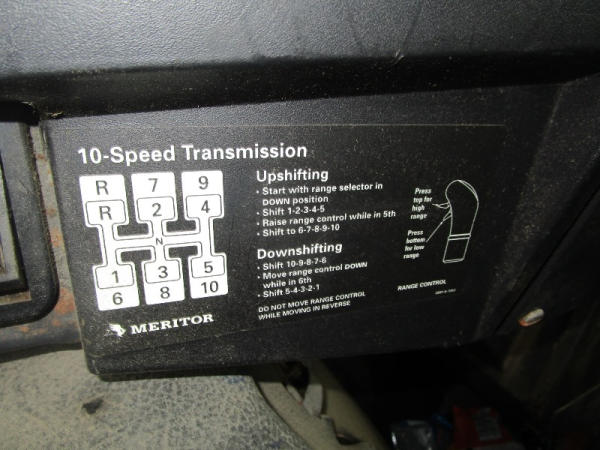 10-Speed Transmission
R 7 9
R 2 4
N
1 3 5
6 8 10
MERITOR
Upshifting
• Start with range selector in
DOWN position
• Shift 1-2-3-4-5
• Raise range control while in 5th
• Shift to 6-7-8-9-10
Downshifting
• Shift 10-9-8-7-6
• Move range control DOWN
while in 6th
• Shift 5-4-3-2-1
DO NOT MOVE RANGE CONTROL
WHILE MOVING IN REVERSE
Press
top for
high
range
Press
bottom
for low
range
RANGE CONTROL